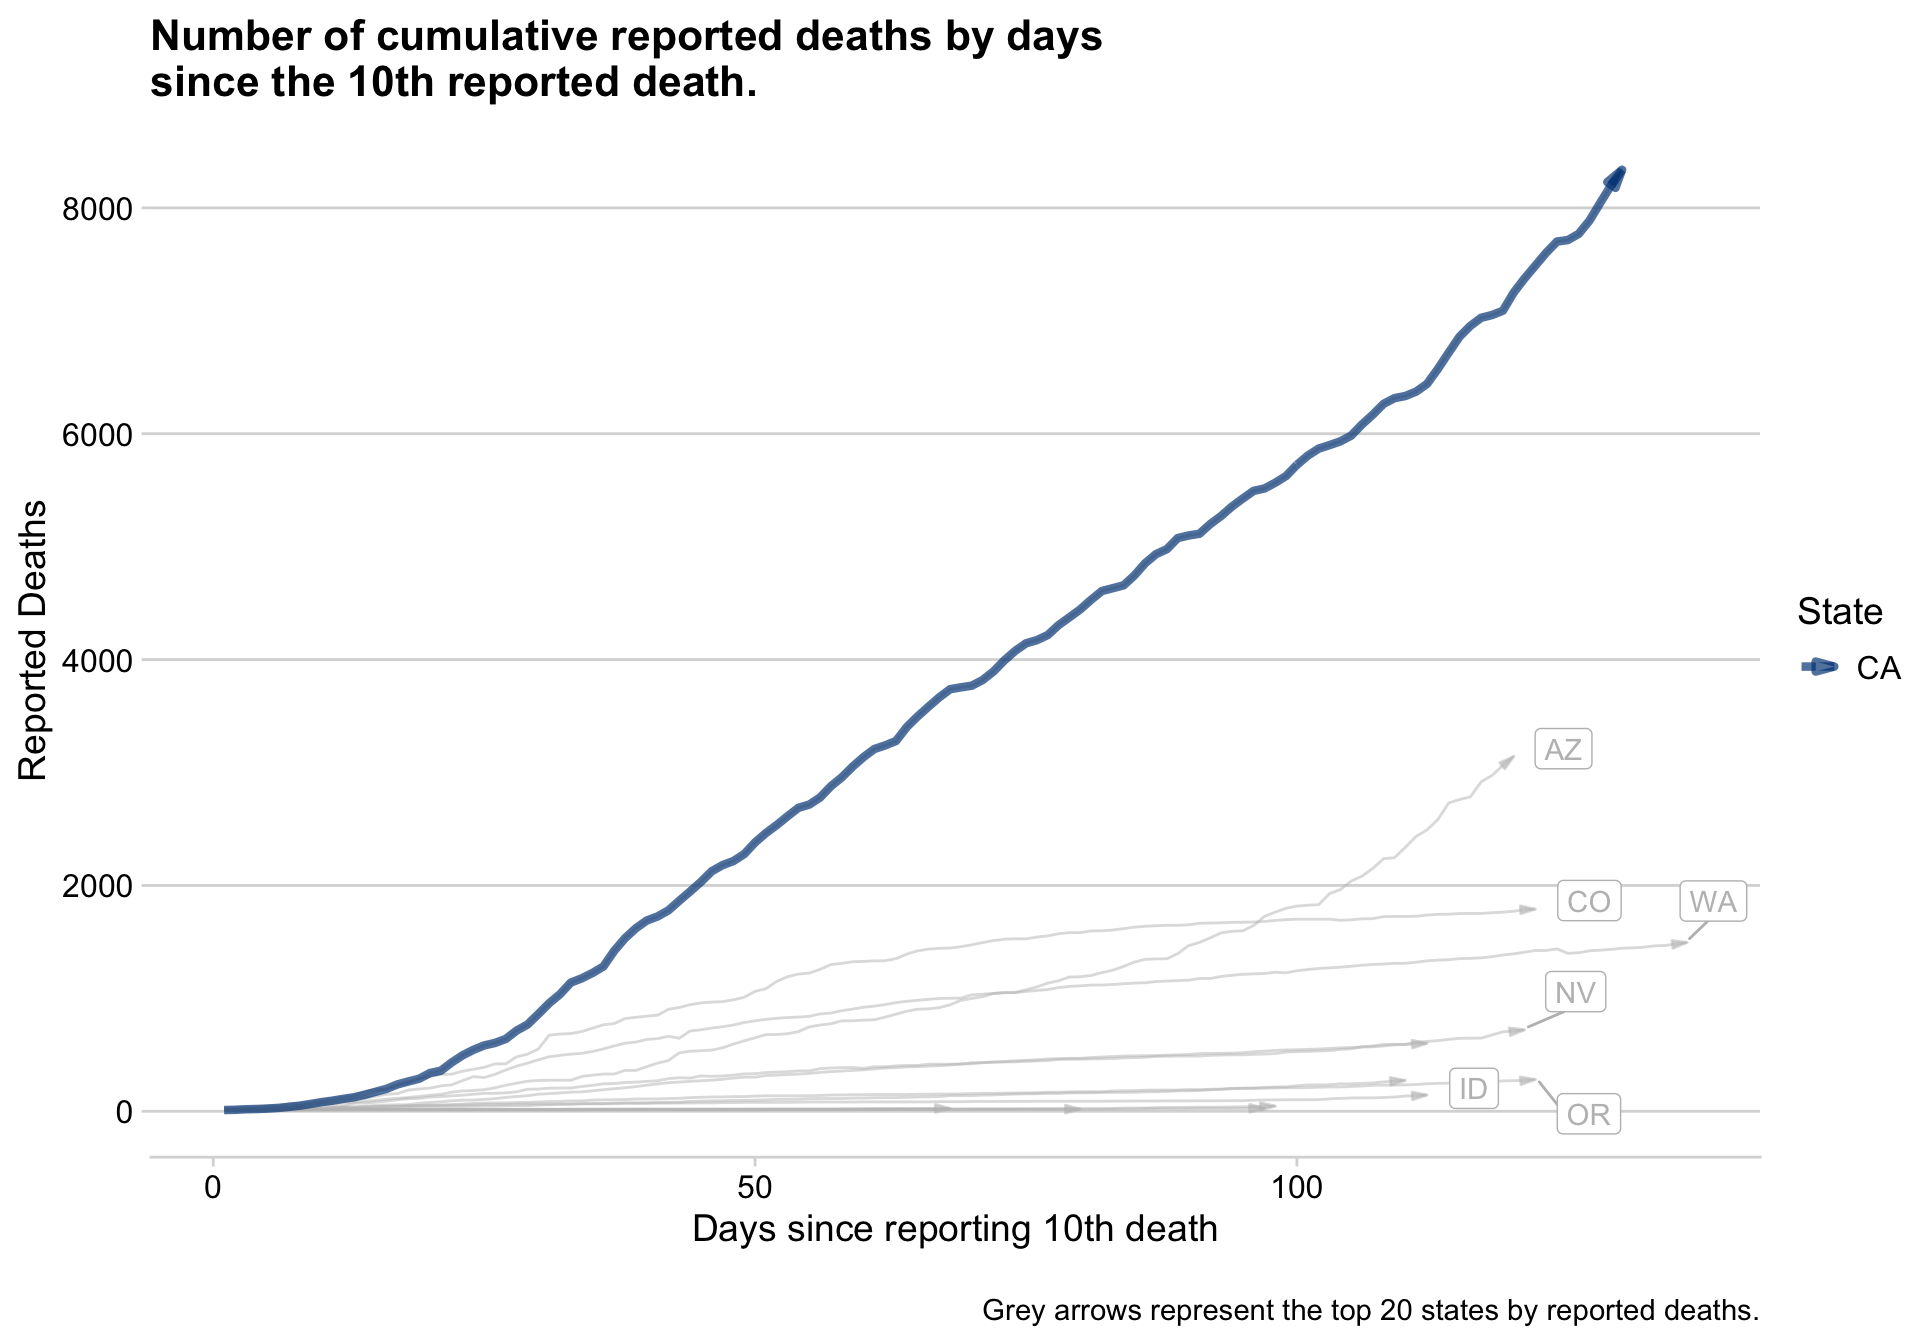 Number of cumulative reported deaths by days
since the 10th reported death.
8000
6000
4000
2000
0
Reported Deaths
State
CA
AZ
CO
WA
NV
ID
OR
0
50
100
Days since reporting 10th death
Grey arrows represent the top 20 states by reported deaths.